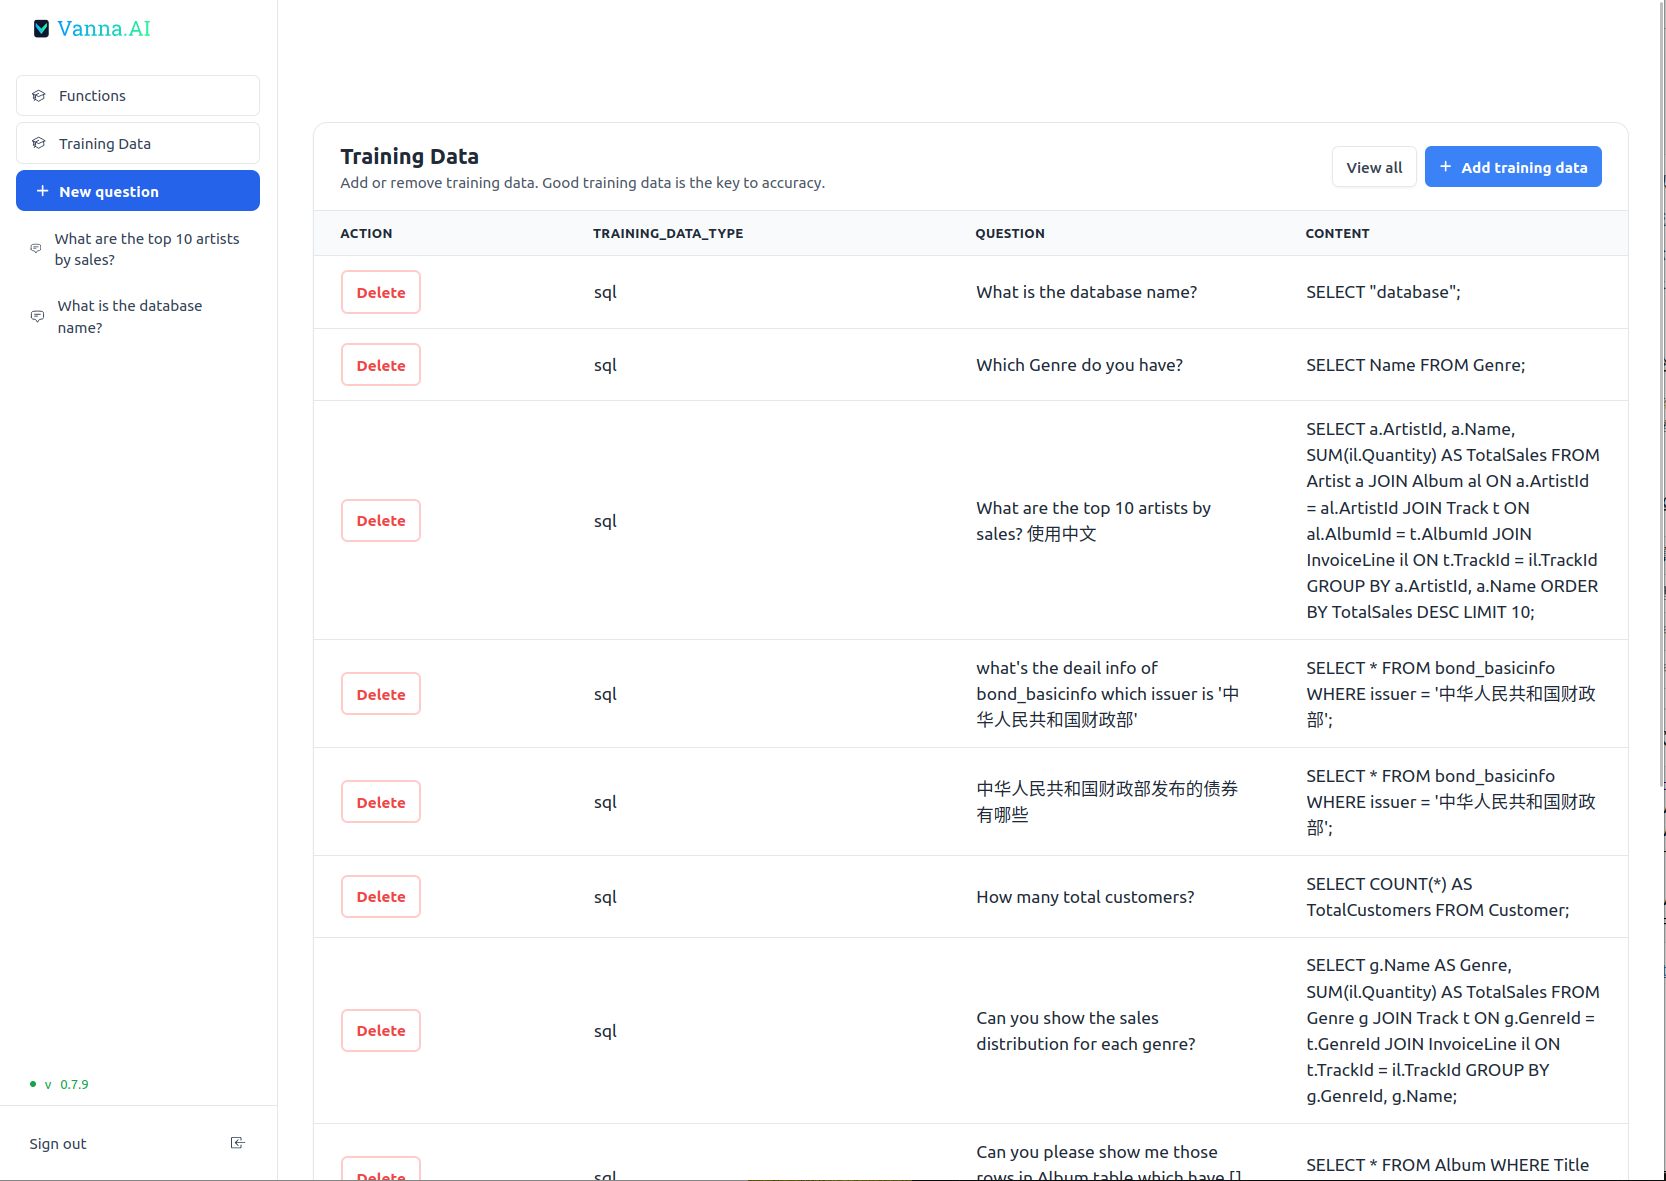 Vanna.AI
Functions
Training Data
+ New question
What are the top 10 artists
by sales?
What is the database
name?
v 0.7.9
Sign out
Training Data
Add or remove training data. Good training data is the key to accuracy.
View all
+ Add training data
ACTION TRAINING_DATA_TYPE QUESTION CONTENT
Delete sql What is the database name? SELECT "database";
Delete sql Which Genre do you have? SELECT Name FROM Genre;
Delete sql
What are the top 10 artists by
sales? 使用中文
SELECT a.ArtistId, a.Name,
SUM(il.Quantity) AS TotalSales FROM
Artist a JOIN Album al ON a.ArtistId
= al.ArtistId JOIN Track t ON
al.AlbumId = t.AlbumId JOIN
InvoiceLine il ON t.TrackId = il.TrackId
GROUP BY a.ArtistId, a.Name ORDER
BY TotalSales DESC LIMIT 10;
Delete sql
what's the deail info of
bond_basicinfo which issuer is '中
华人民共和国财政部'
SELECT * FROM bond_basicinfo
WHERE issuer = '中华人民共和国财政
部';
Delete sql
中华人民共和国财政部发布的债券
有哪些
SELECT * FROM bond_basicinfo
WHERE issuer = '中华人民共和国财政
部';
Delete sql How many total customers?
SELECT COUNT(*) AS
TotalCustomers FROM Customer;
Delete sql
Can you show the sales
distribution for each genre?
SELECT g.Name AS Genre,
SUM(il.Quantity) AS TotalSales FROM
Genre g JOIN Track t ON g.GenreId =
t.GenreId JOIN InvoiceLine il ON
t.TrackId = il.TrackId GROUP BY
g.GenreId, g.Name;
Delete sql
Can you please show me those
rows in Album table which have []
SELECT * FROM Album WHERE Title